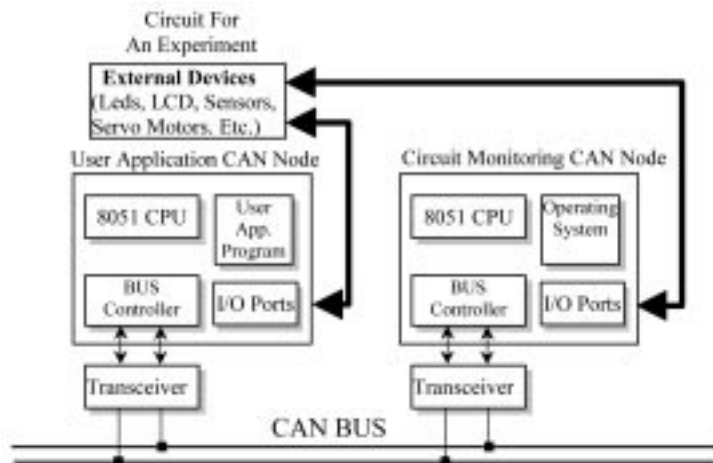 Circuit For
An Experiment
External Devices
(Leds, LCD, Sensors,
Servo Motors, Etc.)
User Application CAN Node
8051 CPU
User
App.
Program
BUS
Controller
I/O Ports
Transceiver
Circuit Monitoring CAN Node
8051 CPU
Operating
System
BUS
Controller
I/O Ports
Transceiver
CAN BUS